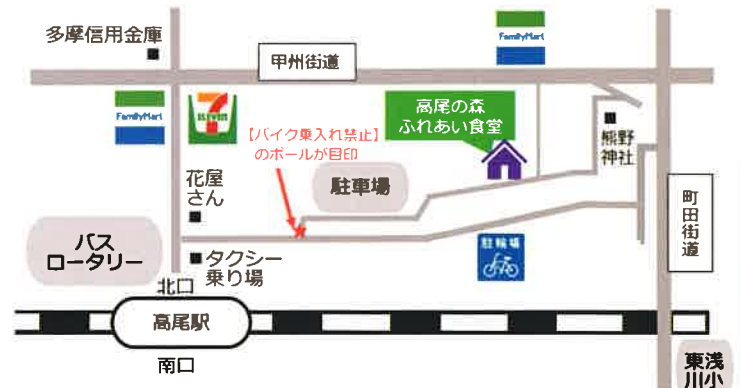 多摩信用金庫
甲州街道
FamilyMart
FamilyMart
7
ELEVEN
高尾の森
ふれあい食堂
【バイク乗入れ禁止】
のポールが目印
熊野
神社
花屋
さん
駐車場
町田街道
バス
ロータリー
タクシー
乗り場
駐輪場
北口
高尾駅
南口
東浅
川小